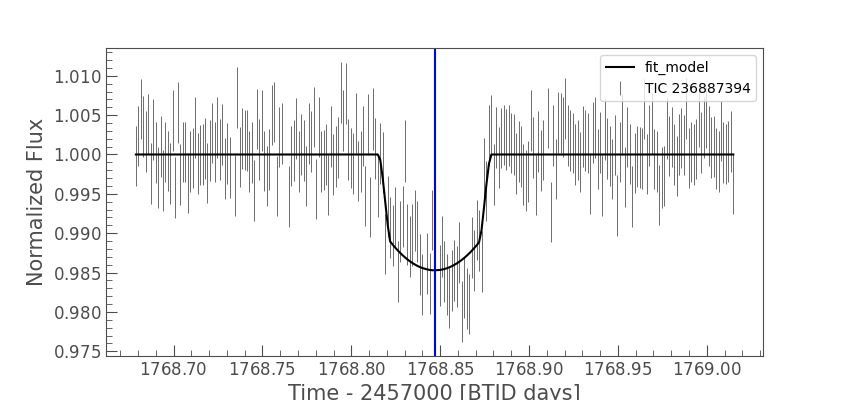 fit_model
TIC 236887394
1.010
1.005
1.000
0.995
0.990
0.985
0.980
0.975
Normalized Flux
1768.70 1768.75 1768.80 1768.85 1768.90 1768.95 1769.00
Time - 2457000 [BTJD days]